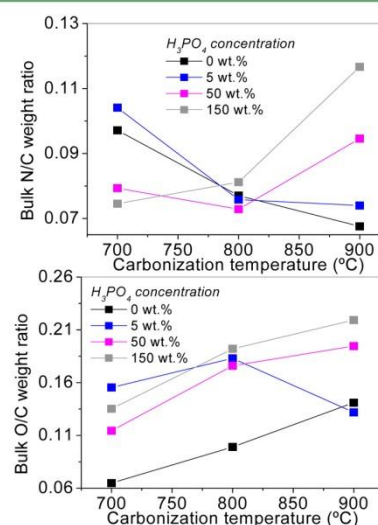 0.13
0.11
0.09
0.07
Bulk N/C weight ratio
H₃PO₄ concentration
0 wt.%
5 wt.%
50 wt.%
150 wt.%
700 750 800 850 900
Carbonization temperature (ºC)
0.26
0.21
0.16
0.11
0.06
Bulk O/C weight ratio
H₃PO₄ concentration
0 wt.%
5 wt.%
50 wt.%
150 wt.%
700 750 800 850 900
Carbonization temperature (ºC)